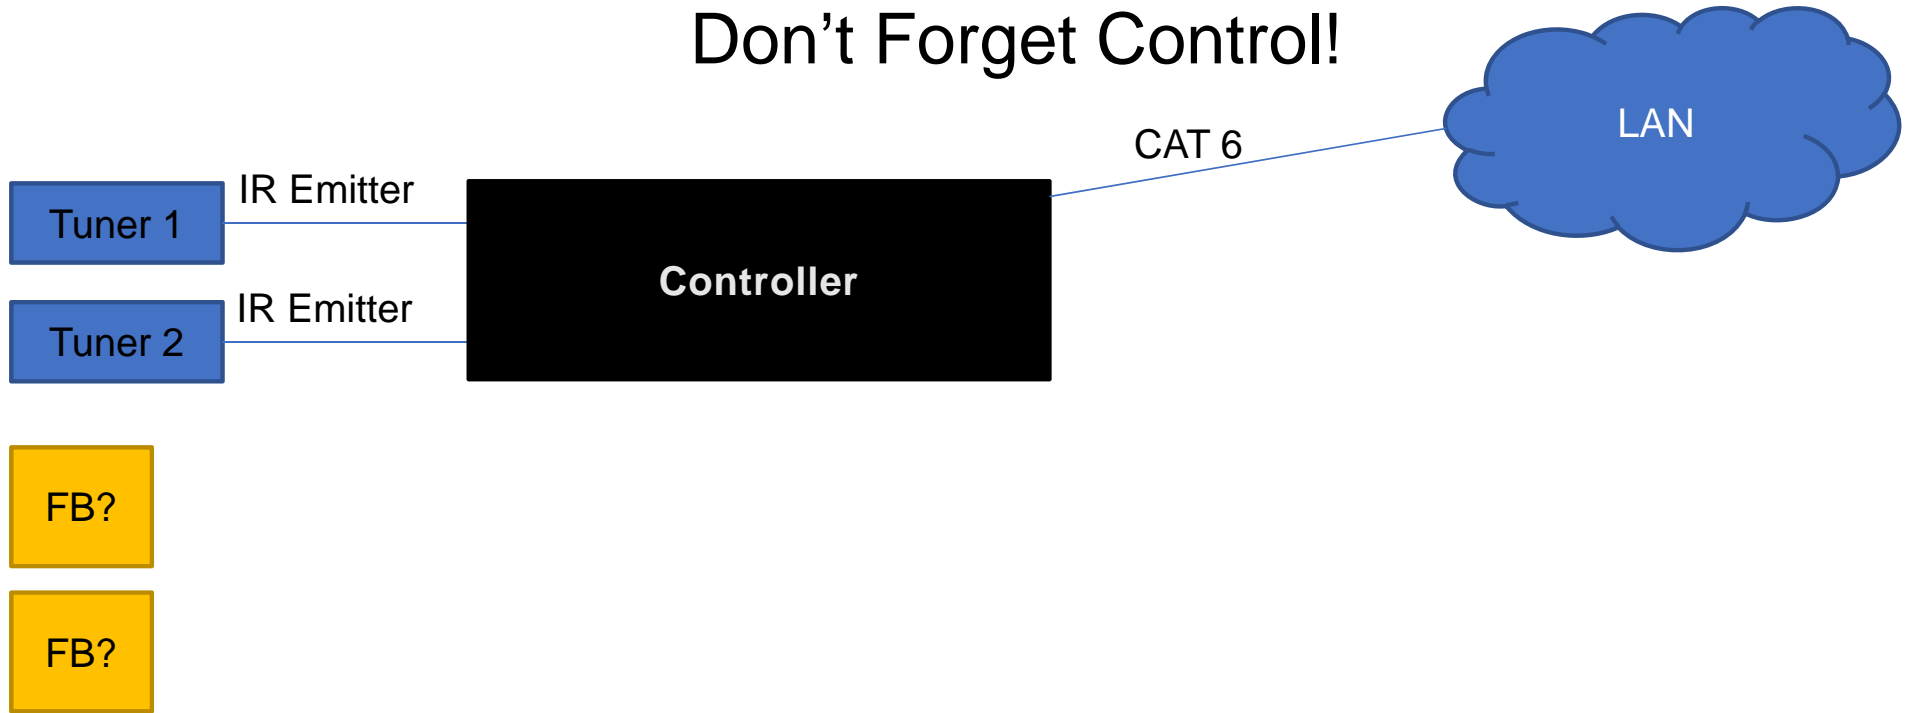 Don’t Forget Control!
LAN
CAT 6
IR Emitter
Tuner 1
Controller
IR Emitter
Tuner 2
FB?
FB?